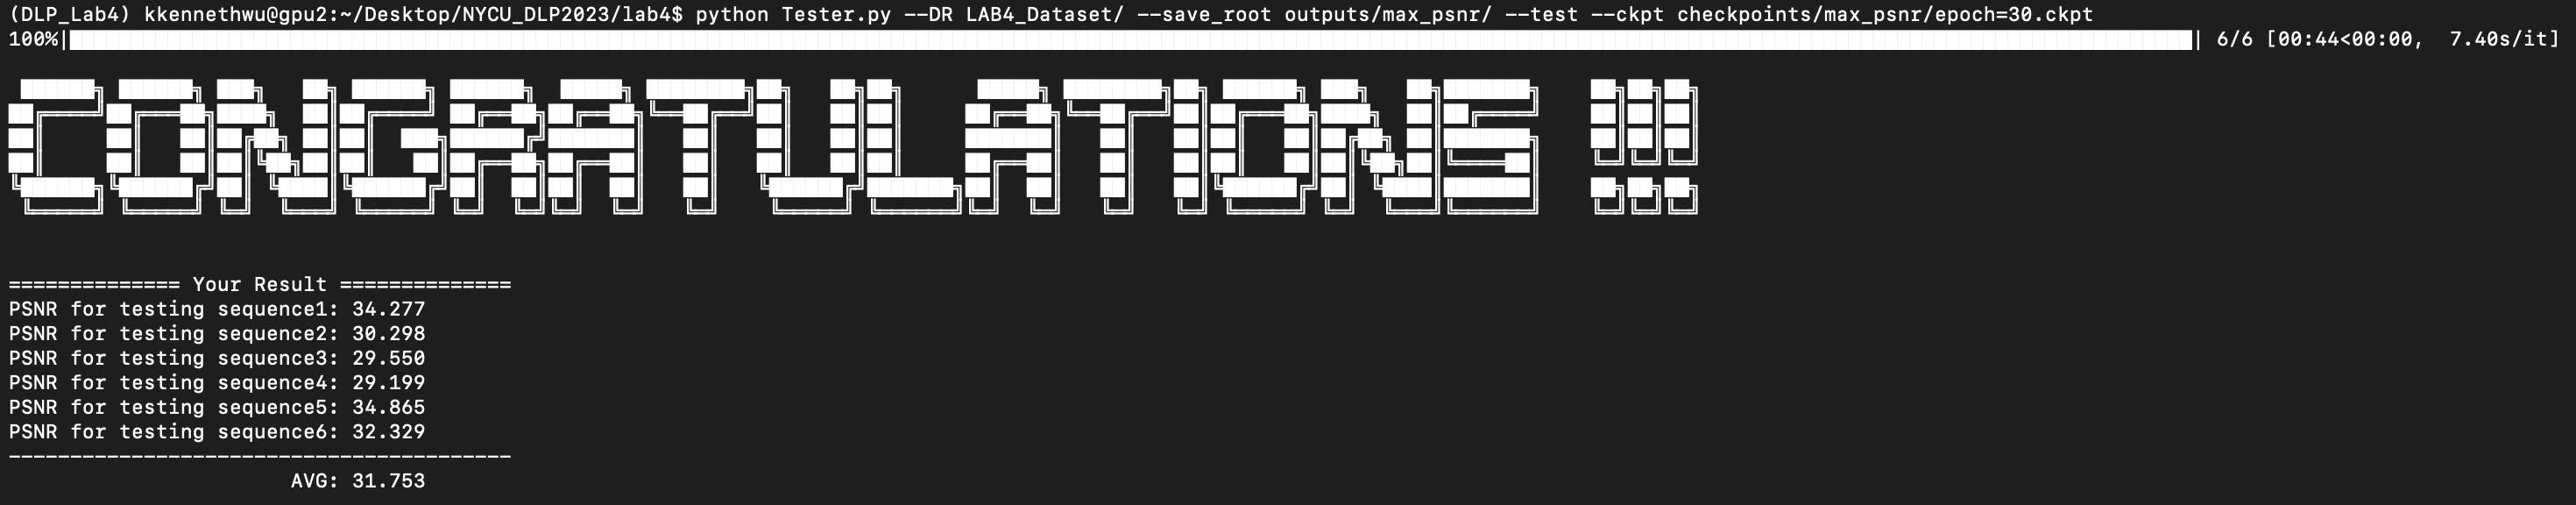 (DLP_Lab4) kkennethwu@gpu2:~/Desktop/NYCU_DLP2023/lab4$ python Tester.py --DR LAB4_Dataset/ --save_root outputs/max_psnr/ --test --ckpt checkpoints/max_psnr/epoch=30.ckpt
100%| | 6/6 [00:44<00:00,  7.40s/it]
CONGRATULATIONS !!!
============== Your Result ==============
PSNR for testing sequence1: 34.277
PSNR for testing sequence2: 30.298
PSNR for testing sequence3: 29.550
PSNR for testing sequence4: 29.199
PSNR for testing sequence5: 34.865
PSNR for testing sequence6: 32.329
-----------------------------------------
AVG: 31.753